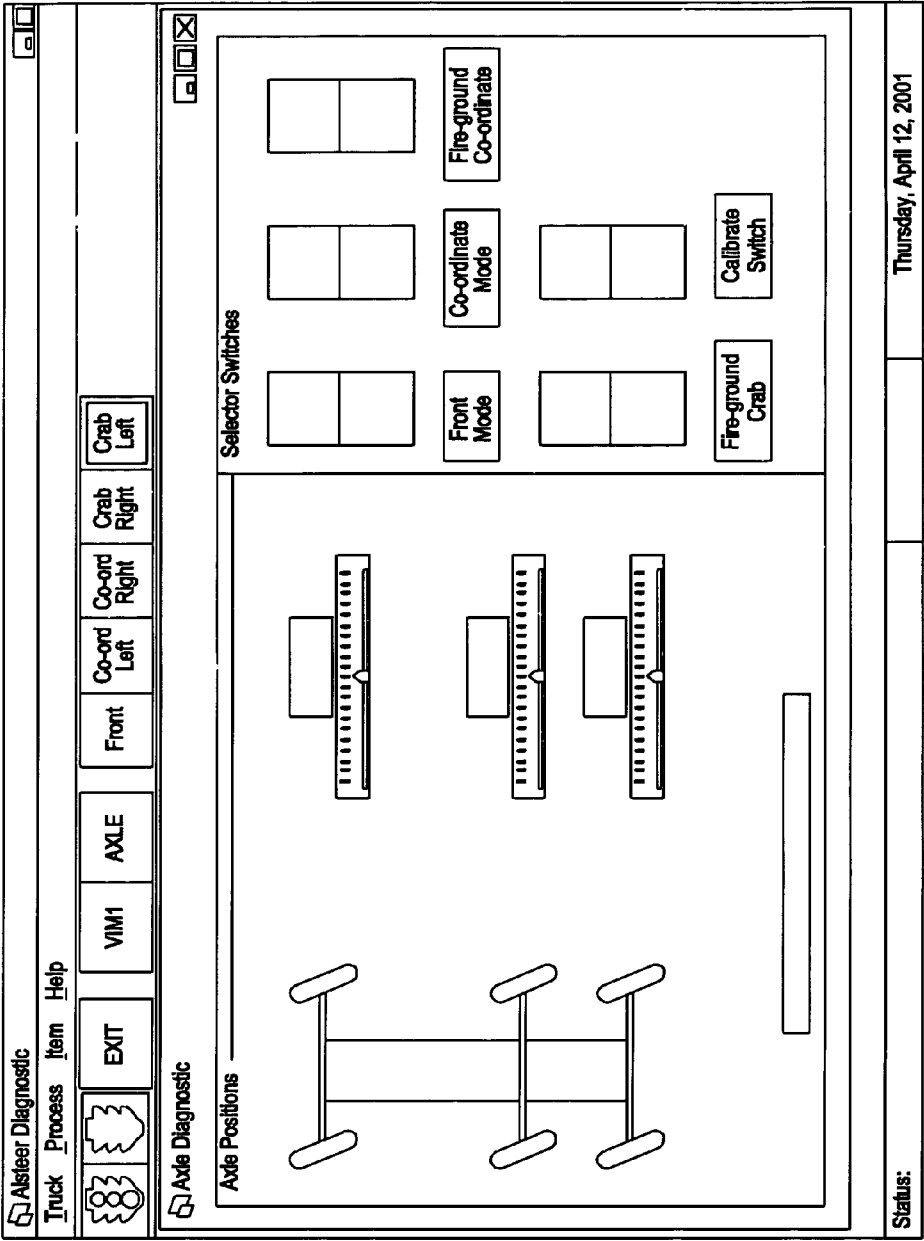 Alsteer Diagnostic
Truck Process Item Help
EXIT
VIM1
AXLE
Front
Co-ord
Left
Co-ord
Right
Crab
Right
Crab
Left
Axle Diagnostic
Axle Positions
Selector Switches
Front
Mode
Co-ordinate
Mode
Fire-ground
Co-ordinate
Fire-ground
Crab
Calibrate
Switch
Status:
Thursday, April 12, 2001